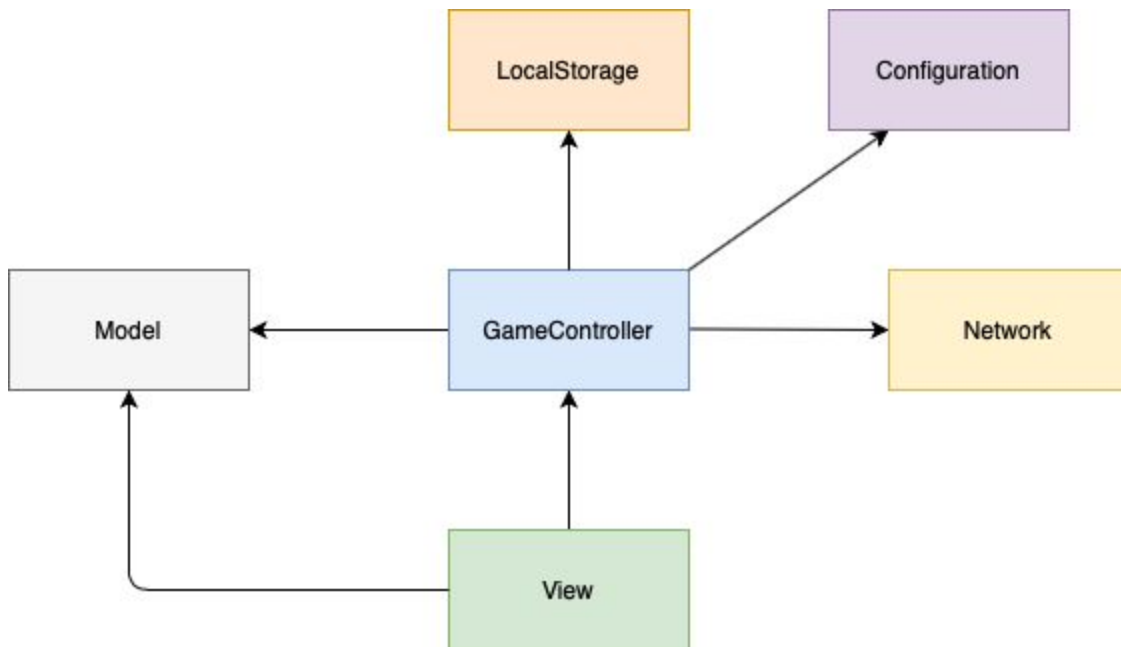 LocalStorage
Configuration
Model
GameController
Network
View